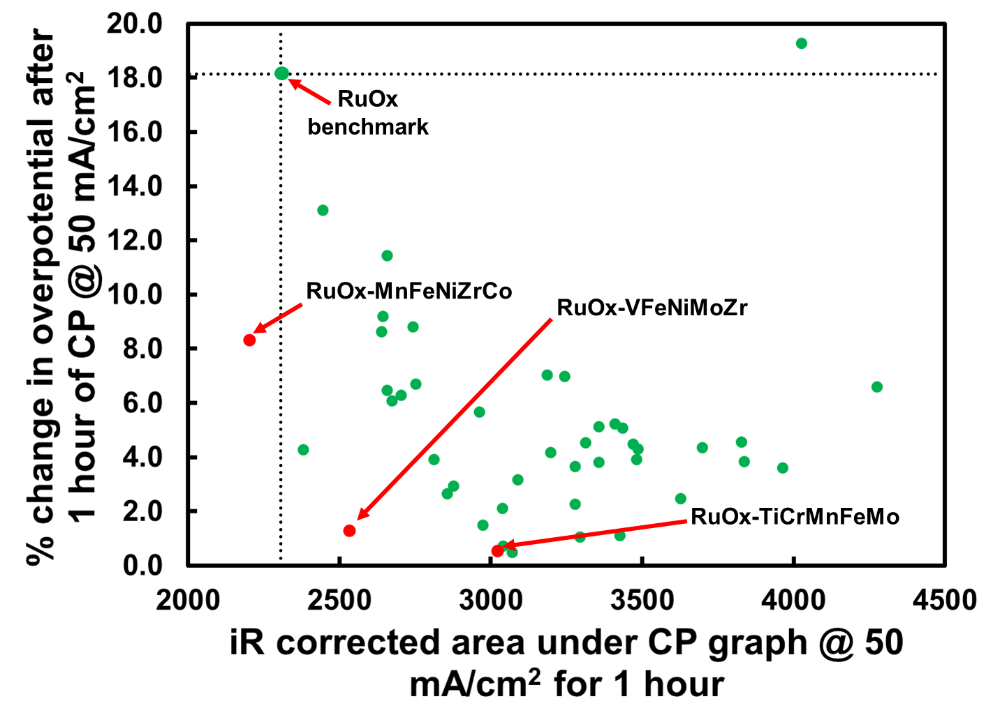 % change in overpotential after
1 hour of CP @ 50 mA/cm²
20.0
18.0
16.0
14.0
12.0
10.0
8.0
6.0
4.0
2.0
0.0
RuOx
benchmark
RuOx-MnFeNiZrCo
RuOx-VFeNiMoZr
RuOx-TiCrMnFeMo
2000 2500 3000 3500 4000 4500
iR corrected area under CP graph @ 50
mA/cm² for 1 hour